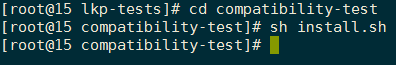 [root@15 lkp-tests]# cd compatibility-test
[root@15 compatibility-test]# sh install.sh
[root@15 compatibility-test]#